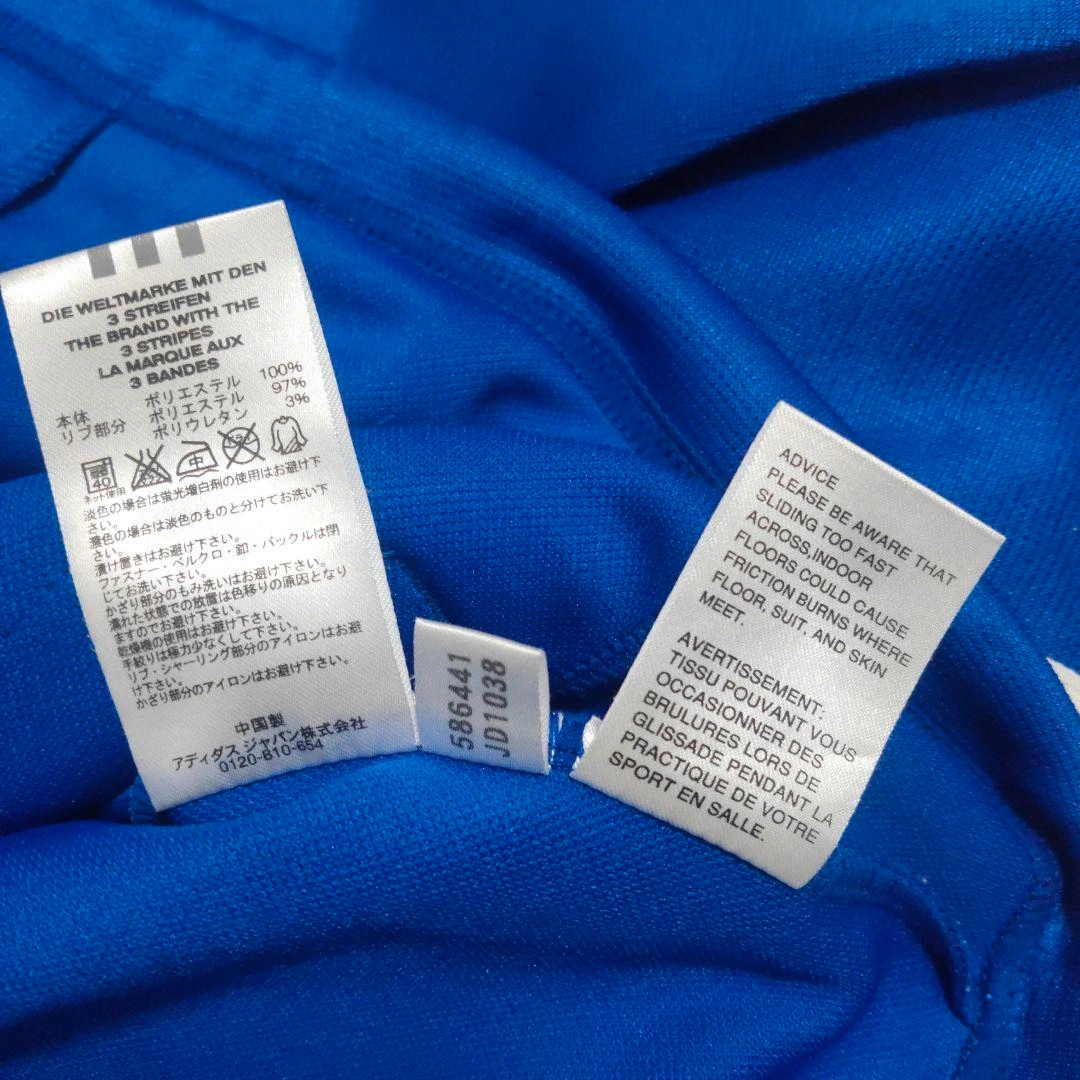 DIE WELTMARKE MIT DEN
3 STREIFEN
THE BRAND WITH THE
3 STRIPES
LA MARQUE AUX
3 BANDES
本体 ポリエステル 100%
リブ部分 ポリエステル 97%
ポリウレタン 3%
40
中
ネット使用
淡色の場合は蛍光増白剤の使用はお避け下
さい。
濃色の場合は淡色のものと分けてお洗い下
さい。
漬け置きはお避け下さい。
ファスナー・ベルクロ・釦・バックルは閉
じてお洗い下さい。
かざり部分のもみ洗いはお避け下さい。
濡れた状態での放置は色移りの原因となり
ますのでお避け下さい。
乾燥機の使用はお避け下さい。
手絞りは極力少なくして下さい。
リブ・シャーリング部分のアイロンはお避
け下さい。
かざり部分のアイロンはお避け下さい。
中国製
アディダス ジャパン株式会社
0120-810-654
586441
JD1038
ADVICE
PLEASE BE AWARE THAT
SLIDING TOO FAST
ACROSS,INDOOR
FLOORS COULD CAUSE
FRICTION BURNS WHERE
FLOOR, SUIT, AND SKIN
MEET.
AVERTISSEMENT:
TISSU POUVANT VOUS
OCCASIONNER DES
BRULURES LORS DE
GLISSADE PENDANT LA
PRACTIQUE DE VOTRE
SPORT EN SALLE.